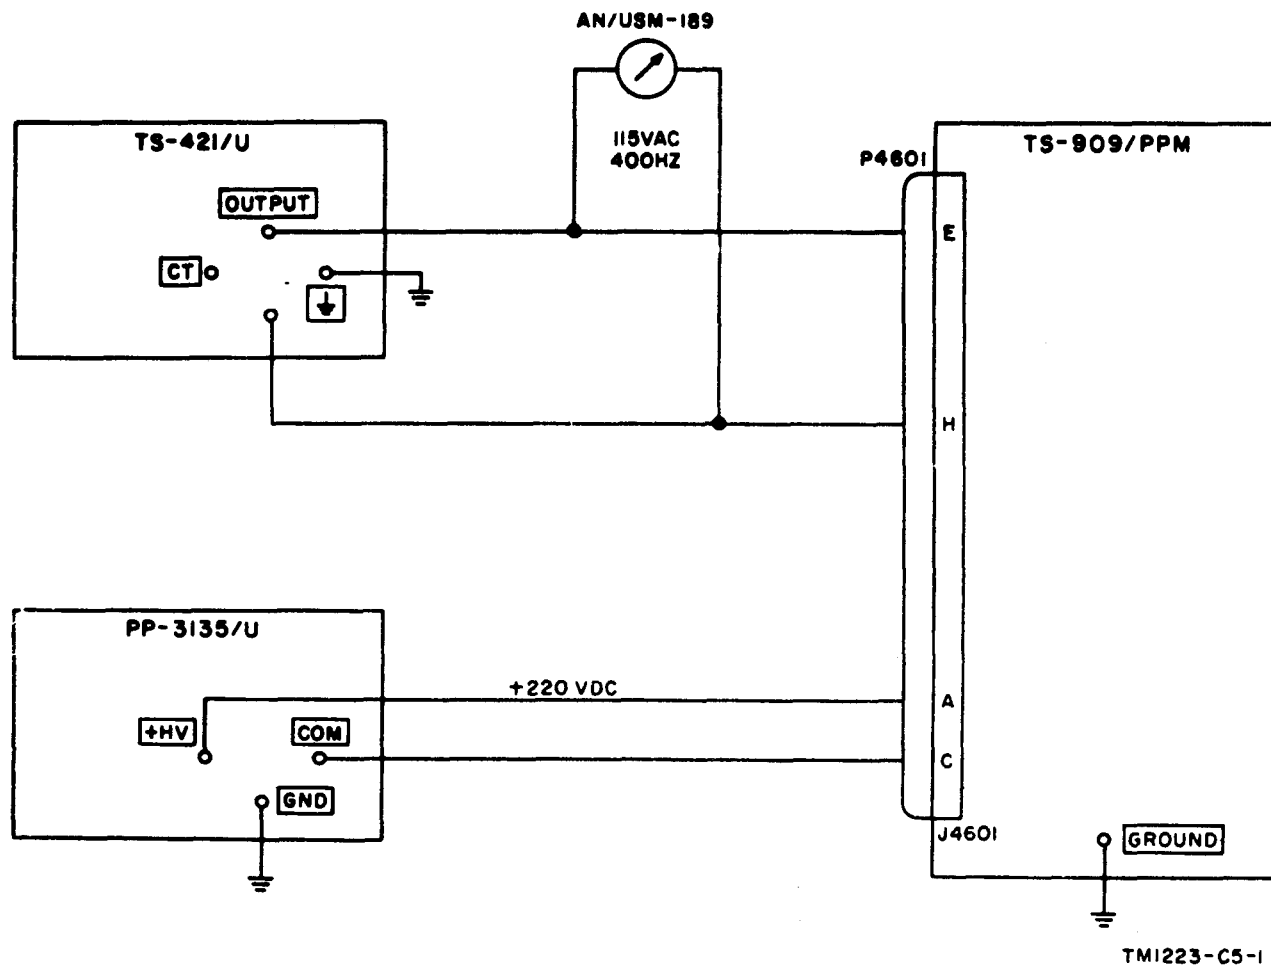 AN/USM-189
115VAC
400HZ
TS-421/U
OUTPUT
CT
P4601
TS-909/PPM
E
H
PP-3135/U
+220 VDC
+HV
COM
GND
A
C
J4601
GROUND
TM1223-C5-1